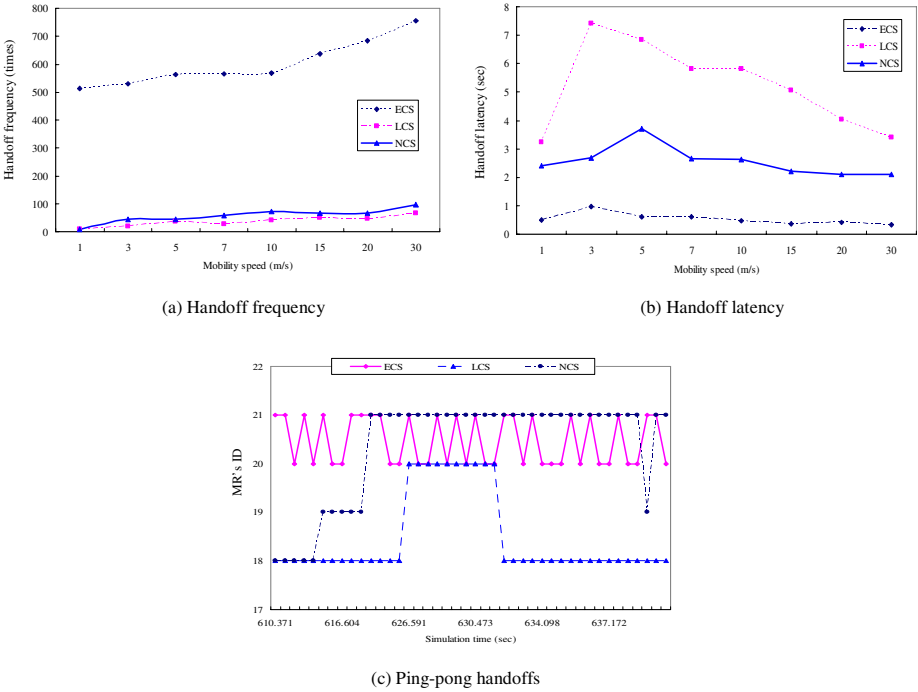 800
700
600
500
400
300
200
100
0
Handoff frequency (times)
ECS
LCS
NCS
1 3 5 7 10 15 20 30
Mobility speed (m/s)
(a) Handoff frequency
8
7
6
5
4
3
2
1
0
Handoff latency (sec)
ECS
LCS
NCS
1 3 5 7 10 15 20 30
Mobility speed (m/s)
(b) Handoff latency
ECS LCS NCS
22
21
20
19
18
17
MR's ID
610.371 616.604 626.591 630.473 634.098 637.172
Simulation time (sec)
(c) Ping-pong handoffs